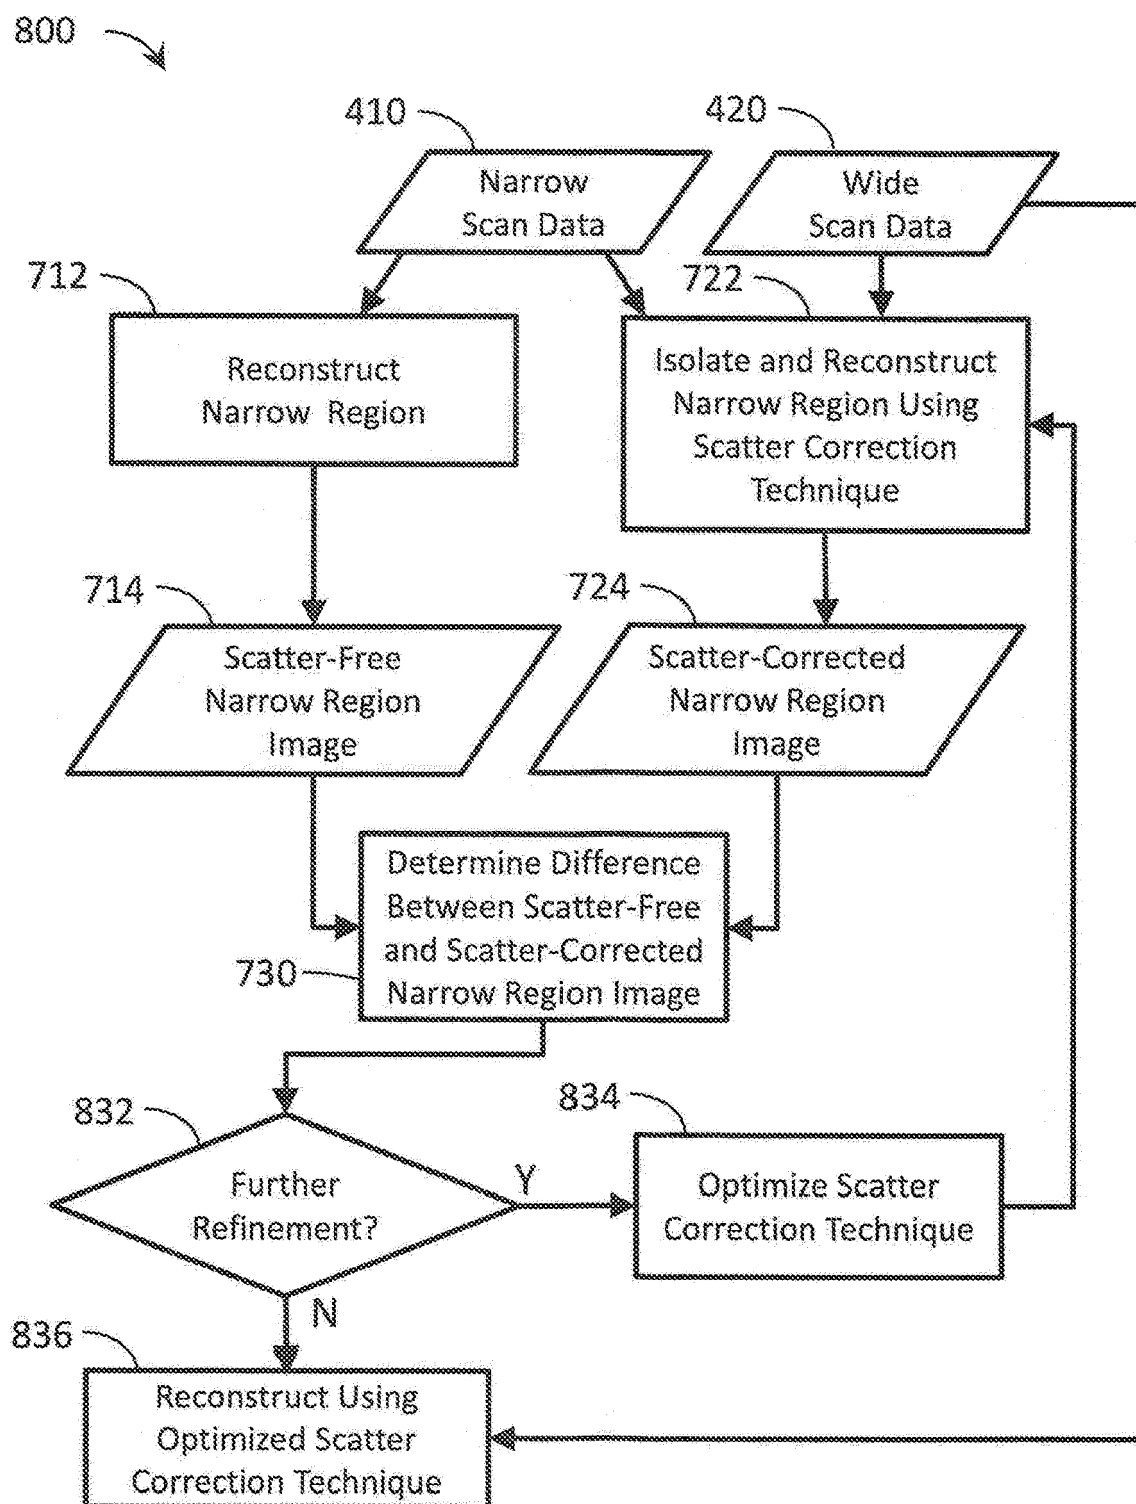 800
410
420
Narrow
Scan Data
Wide
Scan Data
712
722
Reconstruct
Narrow Region
Isolate and Reconstruct
Narrow Region Using
Scatter Correction
Technique
714
724
Scatter-Free
Narrow Region
Image
Scatter-Corrected
Narrow Region
Image
Determine Difference
Between Scatter-Free
and Scatter-Corrected
Narrow Region Image
730
832
834
Further
Refinement?
Y
Optimize Scatter
Correction Technique
N
836
Reconstruct Using
Optimized Scatter
Correction Technique